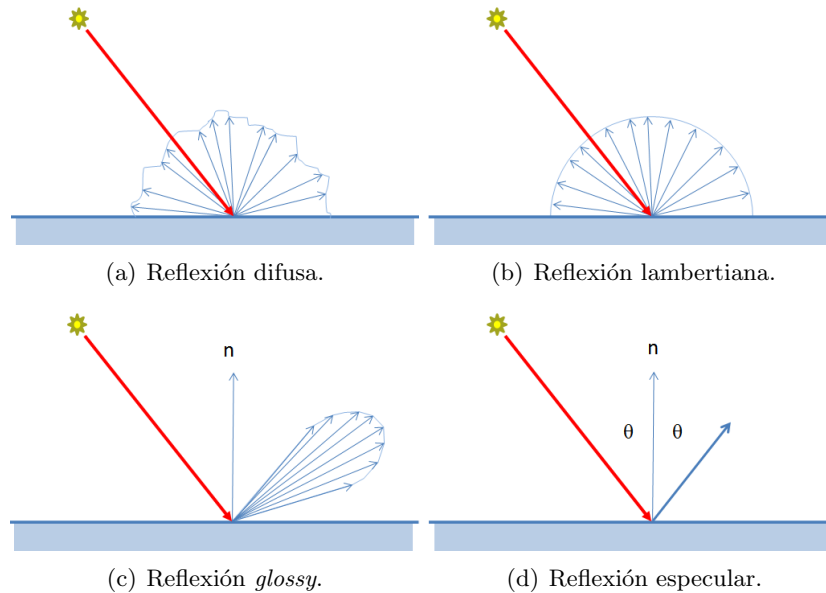 (a) Reflexión difusa.
(b) Reflexión lambertiana.
n
n
θ θ
(c) Reflexión glossy.
(d) Reflexión especular.